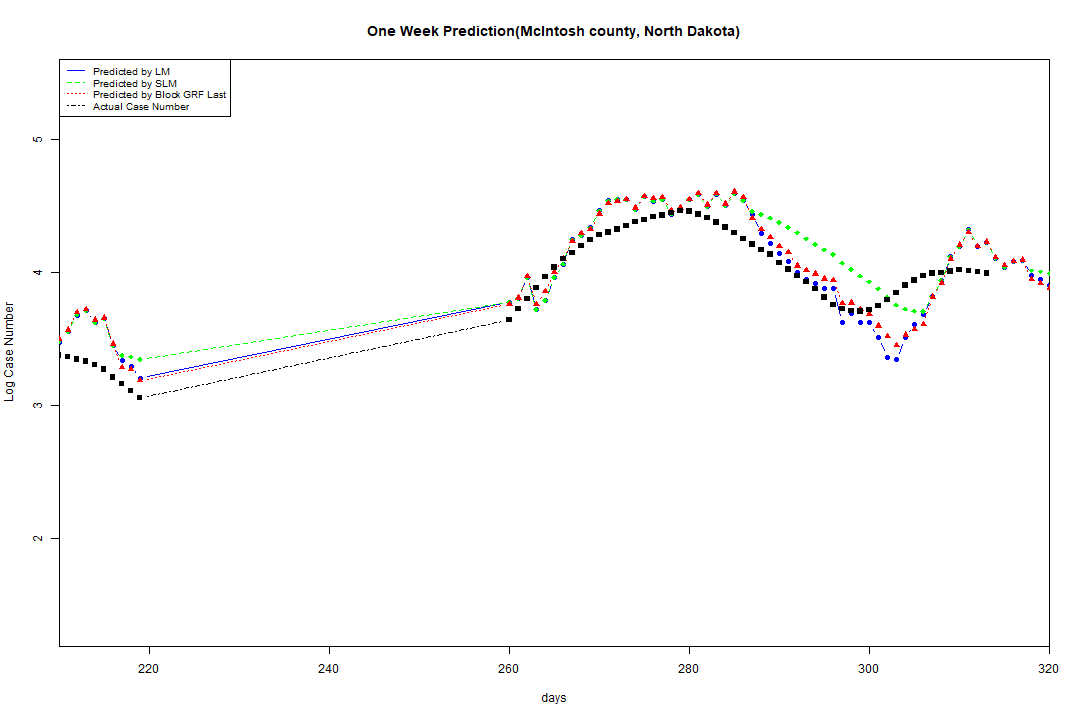 One Week Prediction(McIntosh county, North Dakota)
Predicted by LM
Predicted by SLM
Predicted by Block GRF Last
Actual Case Number
5
4
3
2
Log Case Number
220 240 260 280 300 320
days